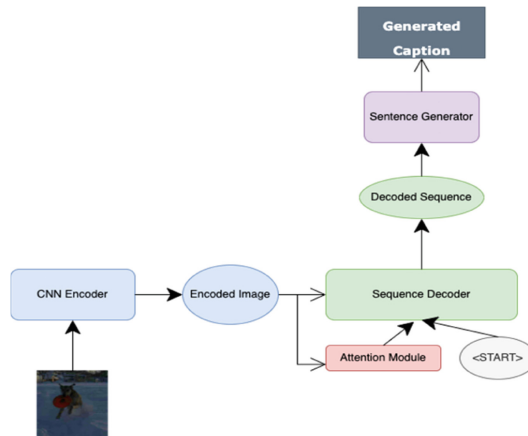 Generated
Caption
Sentence Generator
Decoded Sequence
CNN Encoder
Encoded Image
Sequence Decoder
Attention Module
<START>